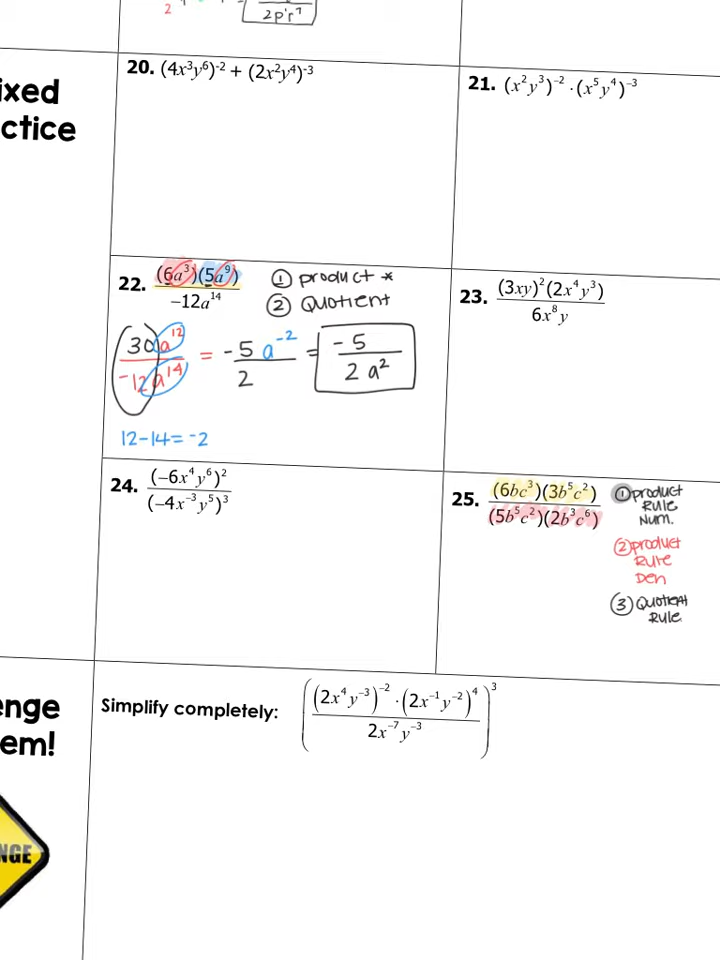 2
2p¹r⁷
ixed
ctice
20. (4x³y⁶)⁻² + (2x²y⁴)⁻³
21. (x²y³)⁻² · (x⁵y⁴)⁻³
22. (6a³)(5a⁹)
−12a¹⁴
① product *
② Quotient
30a¹²
-12a¹⁴
= -5a⁻²
2
= -5
2a²
12-14=-2
23. (3xy)²(2x⁴y³)
6x⁸y
24. (−6x⁴y⁶)²
(−4x⁻³y⁵)³
25. (6bc³)(3b⁵c²)
(5b⁵c²)(2b³c⁶)
① product
Rule
Num.
② product
Rule
Den
③ Quotient
Rule
enge
em!
Simplify completely:
((2x⁴y⁻³)⁻² · (2x⁻¹y⁻²)⁴
2x⁻⁷y⁻³)³
NGE